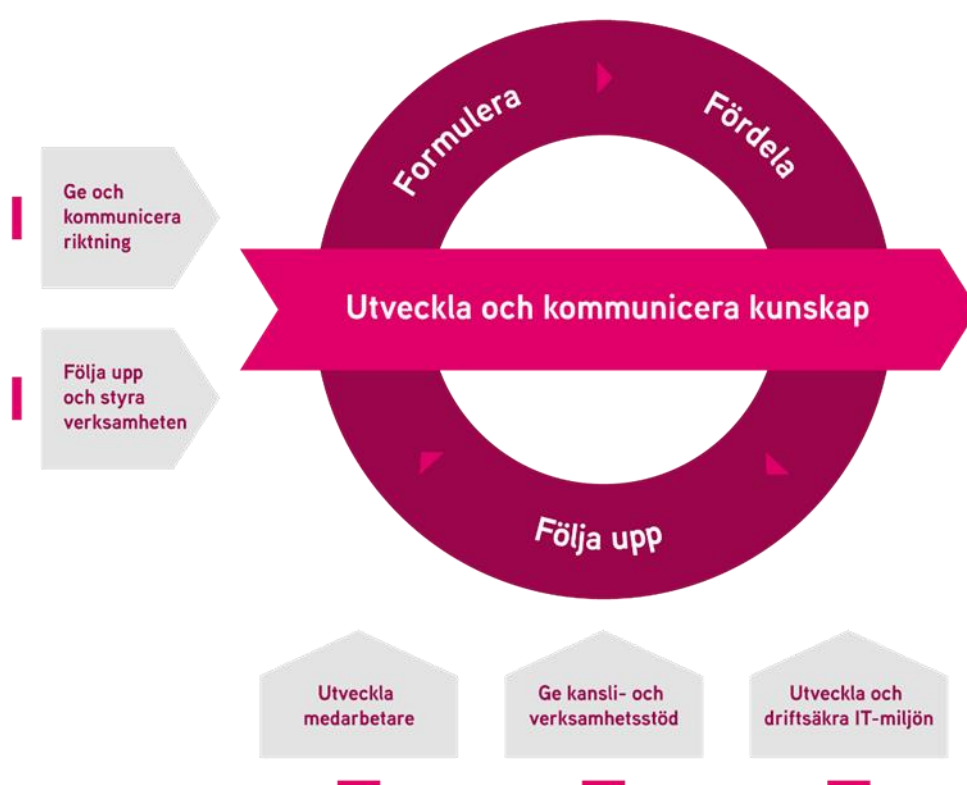 Formulera
Fördela
Ge och
kommunicera
riktning
Utveckla och kommunicera kunskap
Följa upp
och styra
verksamheten
Följa upp
Utveckla
medarbetare
Ge kansli- och
verksamhetsstöd
Utveckla och
driftsäkra IT-miljön